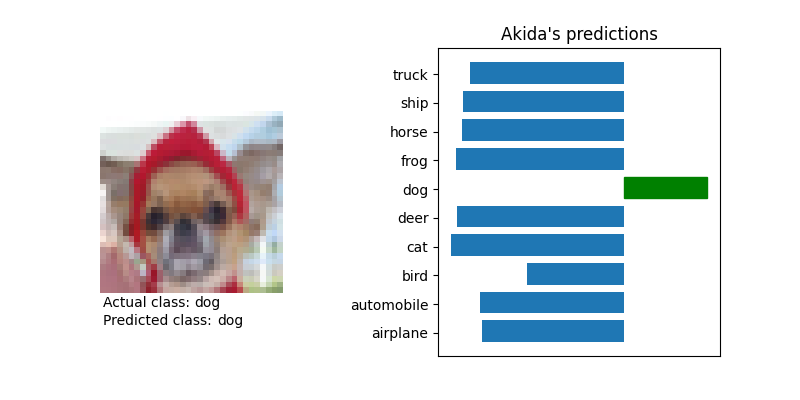 Actual class: dog
Predicted class: dog
Akida's predictions
truck
ship
horse
frog
dog
deer
cat
bird
automobile
airplane